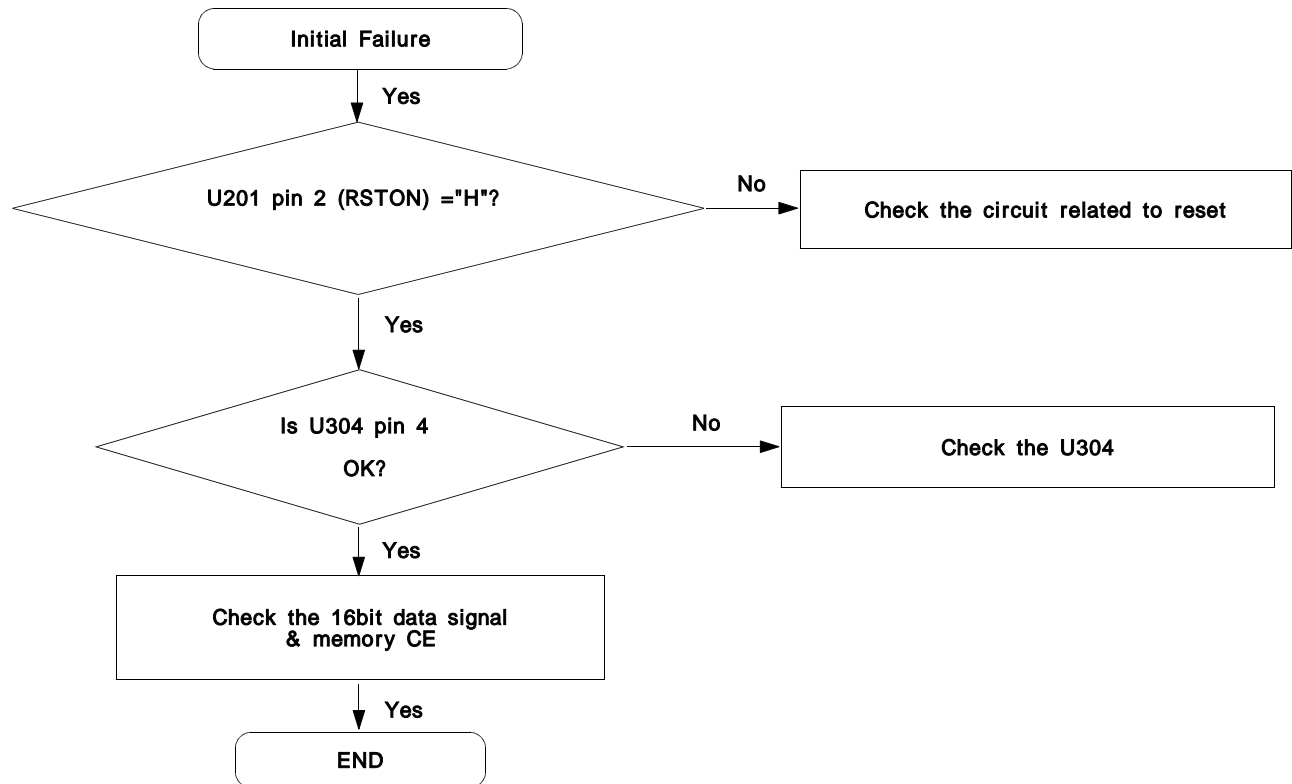 Initial Failure
Yes
U201 pin 2 (RSTON) ="H"?
No
Check the circuit related to reset
Yes
Is U304 pin 4
OK?
No
Check the U304
Yes
Check the 16bit data signal
& memory CE
Yes
END